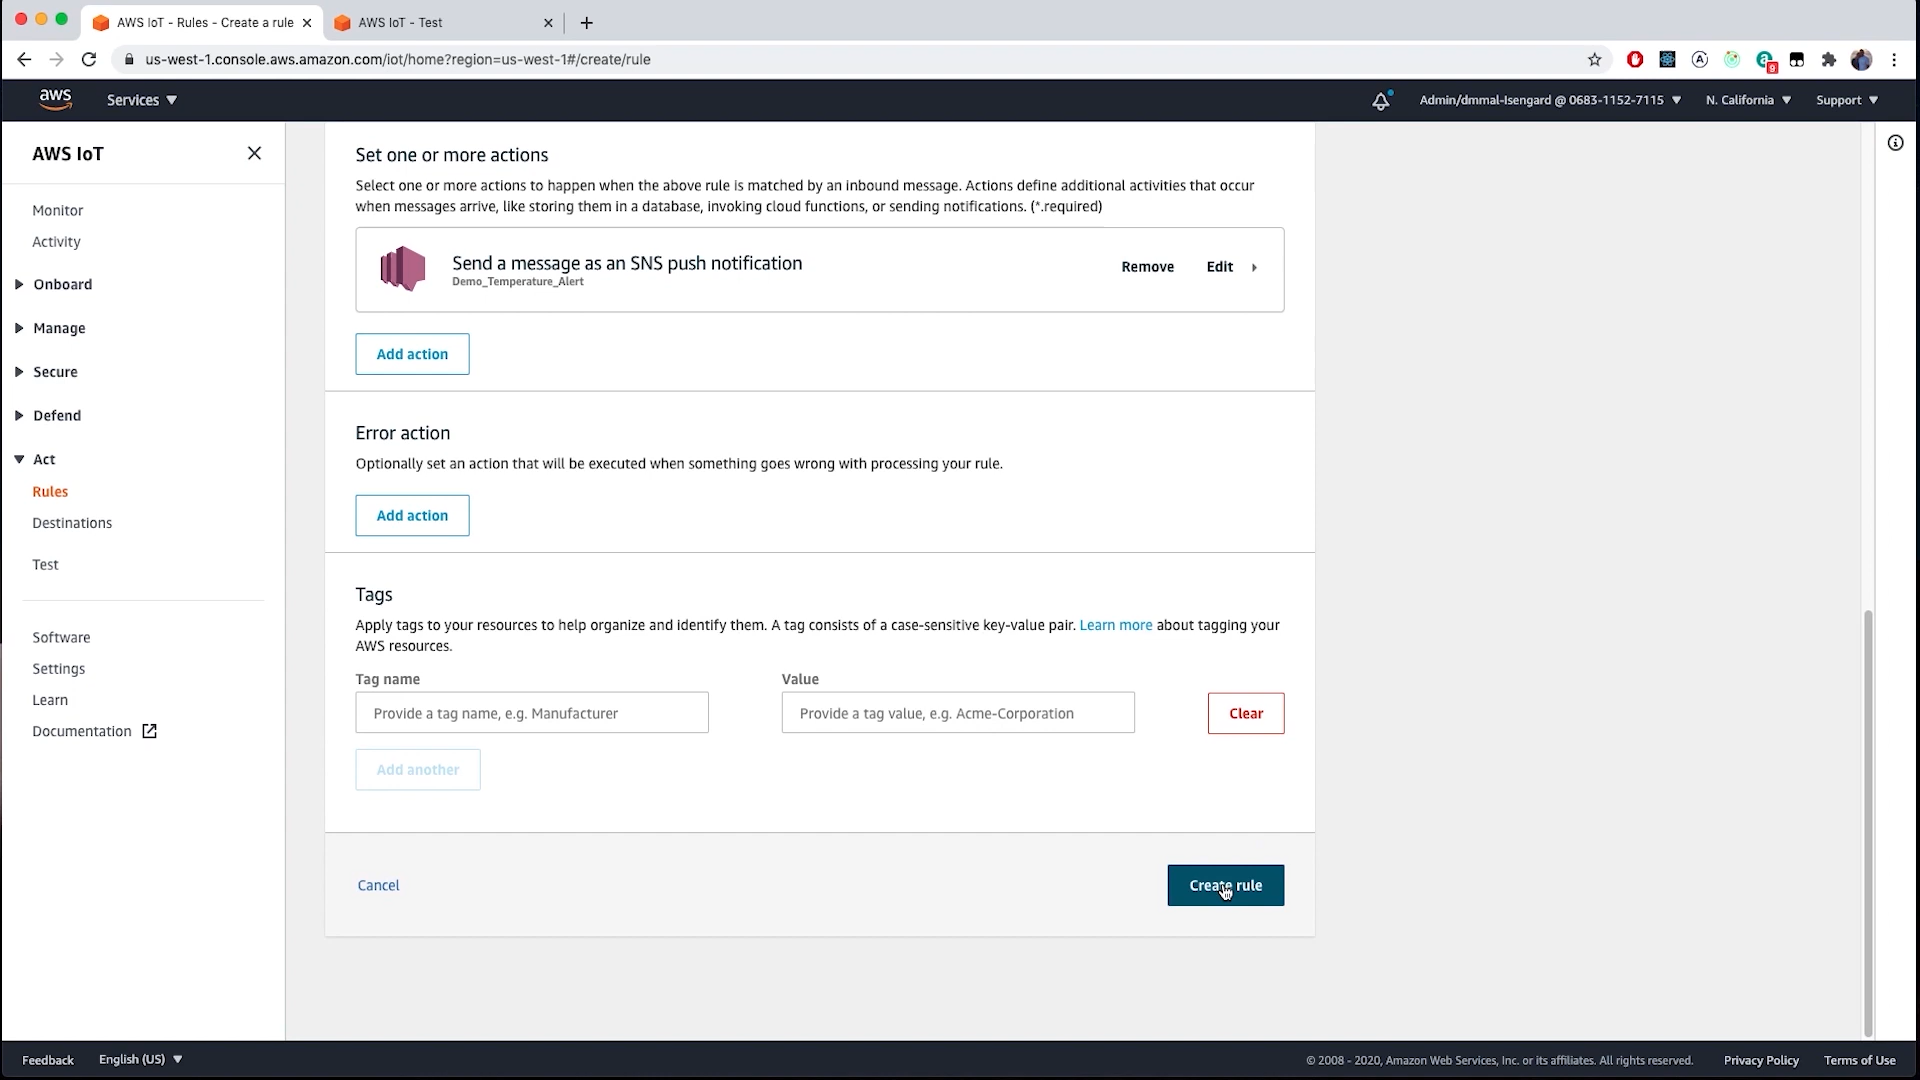 AWS IoT - Rules - Create a rule
AWS IoT - Test
us-west-1.console.aws.amazon.com/iot/home?region=us-west-1#/create/rule
A
a
9
aws
Services
Admin/dmmal-Isengard @ 0683-1152-7115
N. California
Support
AWS IoT
Monitor
Activity
Onboard
Manage
Secure
Defend
Act
Rules
Destinations
Test
Software
Settings
Learn
Documentation
Set one or more actions
Select one or more actions to happen when the above rule is matched by an inbound message. Actions define additional activities that occur
when messages arrive, like storing them in a database, invoking cloud functions, or sending notifications. (*.required)
Send a message as an SNS push notification
Demo_Temperature_Alert
Remove
Edit
Add action
Error action
Optionally set an action that will be executed when something goes wrong with processing your rule.
Add action
Tags
Apply tags to your resources to help organize and identify them. A tag consists of a case-sensitive key-value pair. Learn more about tagging your
AWS resources.
Tag name
Value
Provide a tag name, e.g. Manufacturer
Provide a tag value, e.g. Acme-Corporation
Clear
Add another
Cancel
Create rule
Feedback
English (US)
© 2008 - 2020, Amazon Web Services, Inc. or its affiliates. All rights reserved.
Privacy Policy
Terms of Use